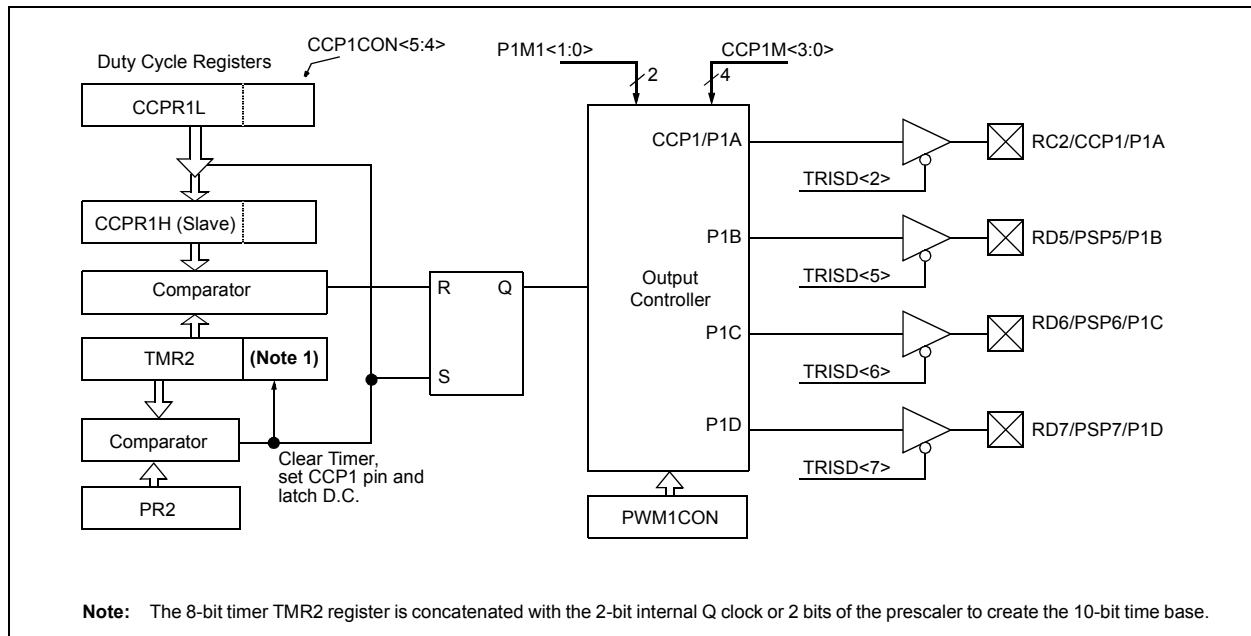 CCP1CON<5:4>
Duty Cycle Registers
CCPR1L
CCPR1H (Slave)
Comparator
TMR2
(Note 1)
Comparator
PR2
Clear Timer,
set CCP1 pin and
latch D.C.
R
Q
S
P1M1<1:0>
2
CCP1M<3:0>
4
Output
Controller
CCP1/P1A
P1B
P1C
P1D
PWM1CON
TRISD<2>
RC2/CCP1/P1A
TRISD<5>
RD5/PSP5/P1B
TRISD<6>
RD6/PSP6/P1C
TRISD<7>
RD7/PSP7/P1D
Note: The 8-bit timer TMR2 register is concatenated with the 2-bit internal Q clock or 2 bits of the prescaler to create the 10-bit time base.